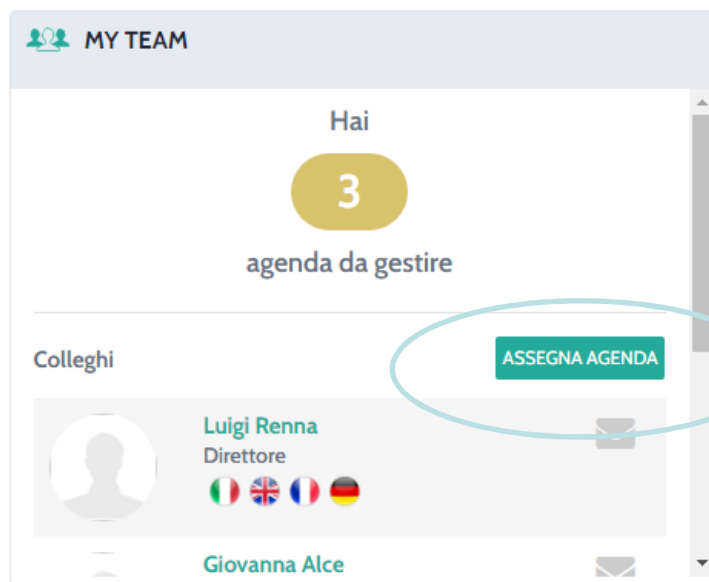 MY TEAM
Hai
3
agenda da gestire
Colleghi
ASSEGNA AGENDA
Luigi Renna
Direttore
Giovanna Alce